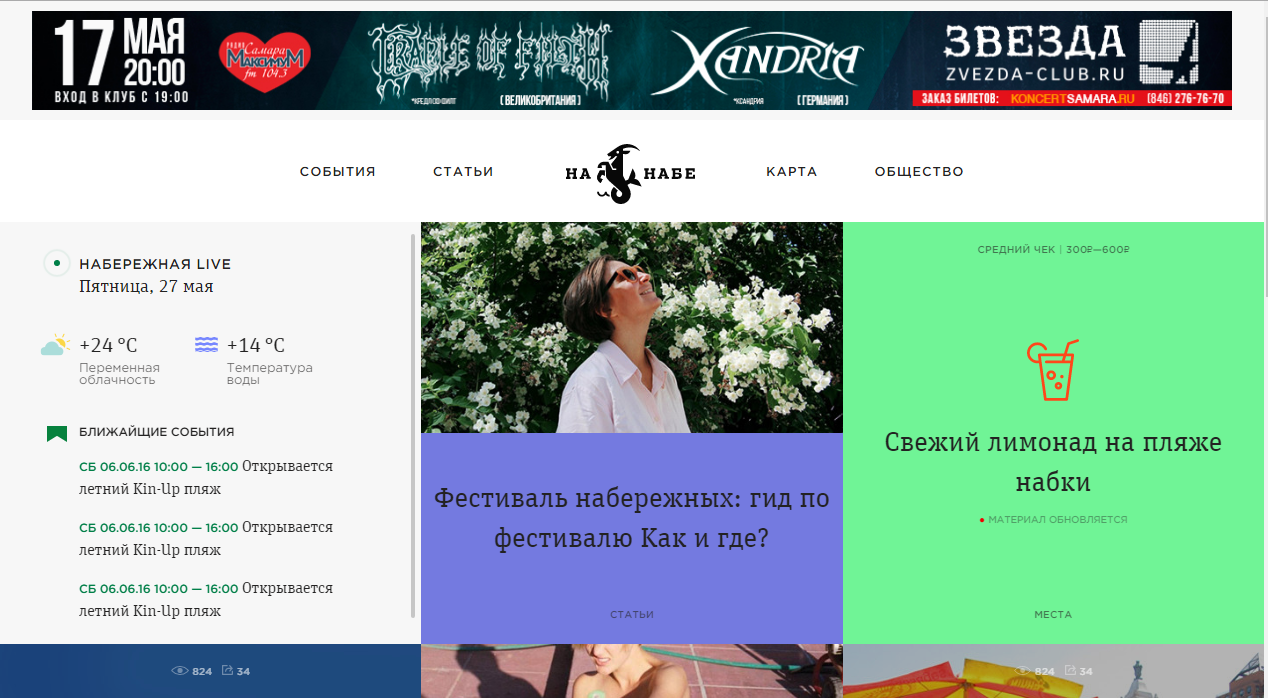 17 МАЯ
20:00
ВХОД В КЛУБ С 19:00
РАДИО
Самара
МАКСИМУМ
fm 104.3
CRADLE OF FILTH
*КРЕДЛ ОФ ФИЛТ
( ВЕЛИКОБРИТАНИЯ )
XANDRIA
*КСАНДРИЯ
( ГЕРМАНИЯ )
ЗВЕЗДА
ZVEZDA-CLUB.RU
ЗАКАЗ БИЛЕТОВ: KONCERTSAMARA.RU (846) 276-76-70
СОБЫТИЯ
СТАТЬИ
НА НАБЕ
КАРТА
ОБЩЕСТВО
НАБЕРЕЖНАЯ LIVE
Пятница, 27 мая
+24 °C
Переменная
облачность
+14 °C
Температура
воды
БЛИЖАЙЩИЕ СОБЫТИЯ
СБ 06.06.16 10:00 — 16:00 Открывается
летний Kin-Up пляж
СБ 06.06.16 10:00 — 16:00 Открывается
летний Kin-Up пляж
СБ 06.06.16 10:00 — 16:00 Открывается
летний Kin-Up пляж
Фестиваль набережных: гид по
фестивалю Как и где?
СТАТЬИ
СРЕДНИЙ ЧЕК | 300₽—600₽
Свежий лимонад на пляже
набки
МАТЕРИАЛ ОБНОВЛЯЕТСЯ
МЕСТА
824 34
824 34